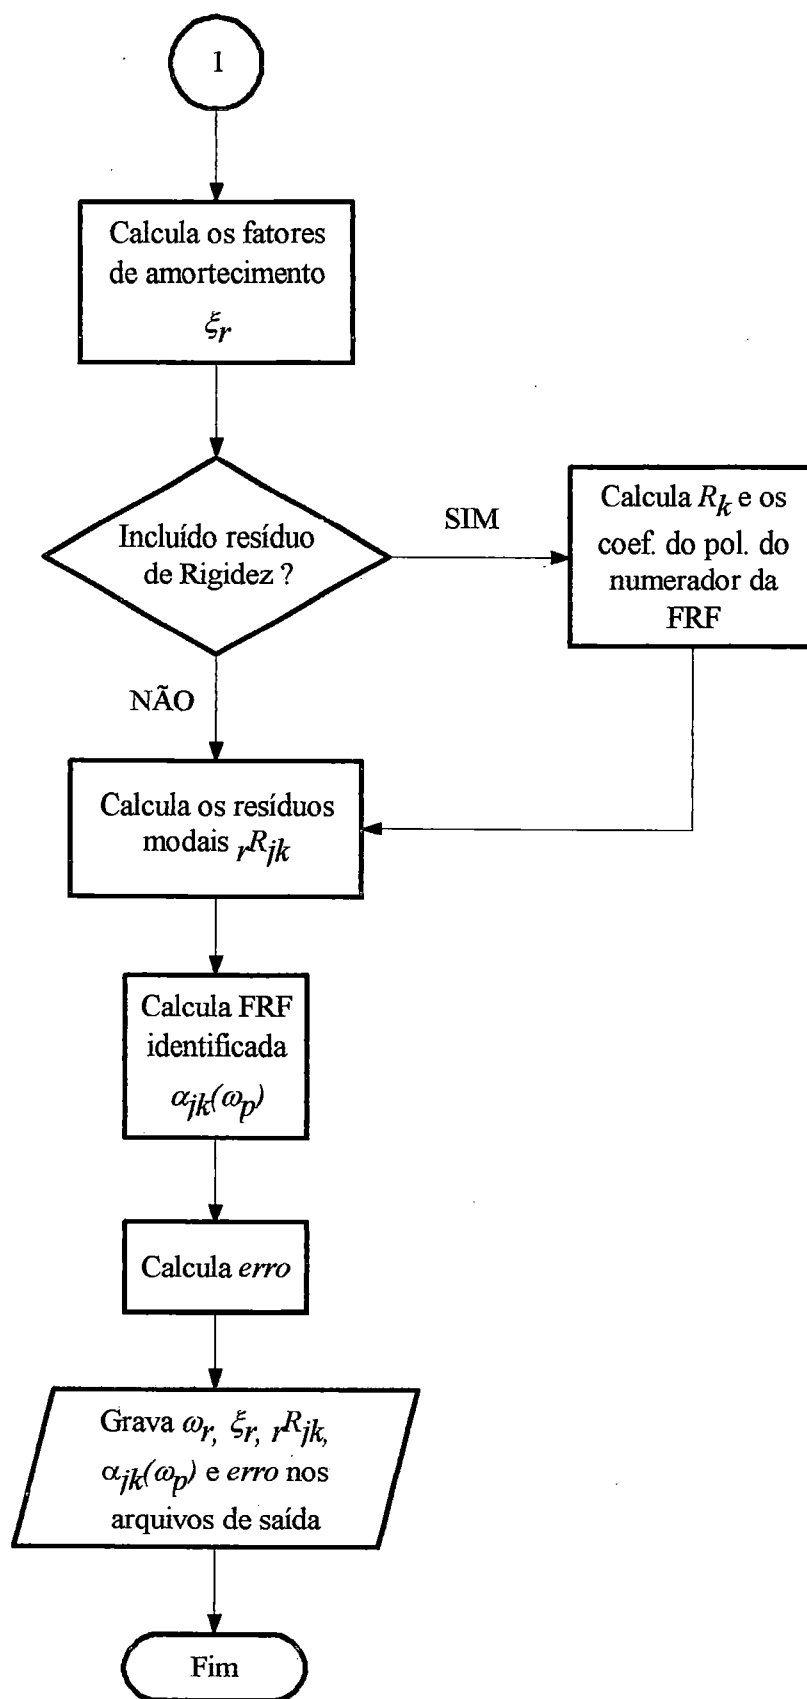 1
Calcula os fatores
de amortecimento
ξr
Incluído resíduo
de Rigidez ?
SIM
Calcula Rk e os
coef. do pol. do
numerador da
FRF
NÃO
Calcula os resíduos
modais rRjk
Calcula FRF
identificada
αjk(ωp)
Calcula erro
Grava ωr, ξr, rRjk,
αjk(ωp) e erro nos
arquivos de saída
Fim